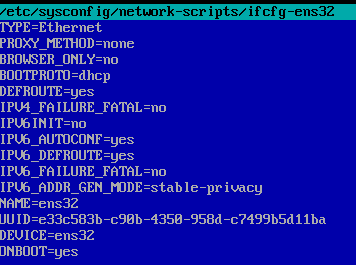 /etc/sysconfig/network-scripts/ifcfg-ens32
TYPE=Ethernet
PROXY_METHOD=none
BROWSER_ONLY=no
BOOTPROTO=dhcp
DEFROUTE=yes
IPV4_FAILURE_FATAL=no
IPV6INIT=no
IPV6_AUTOCONF=yes
IPV6_DEFROUTE=yes
IPV6_FAILURE_FATAL=no
IPV6_ADDR_GEN_MODE=stable-privacy
NAME=ens32
UUID=e33c583b-c90b-4350-958d-c7499b5d11ba
DEVICE=ens32
ONBOOT=yes